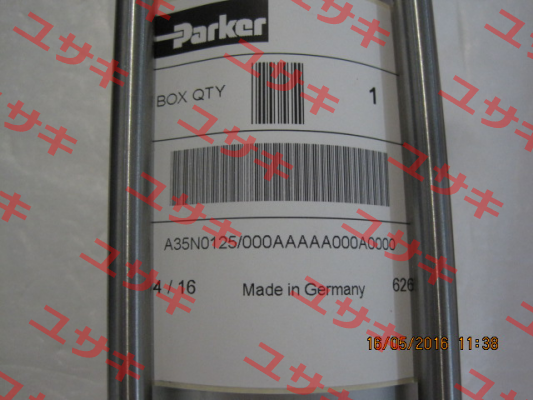 Parker
BOX QTY 1
A35N0125/000AAAAA000A0000
4 / 16 Made in Germany 626
16/05/2016 11:38
ユサキ